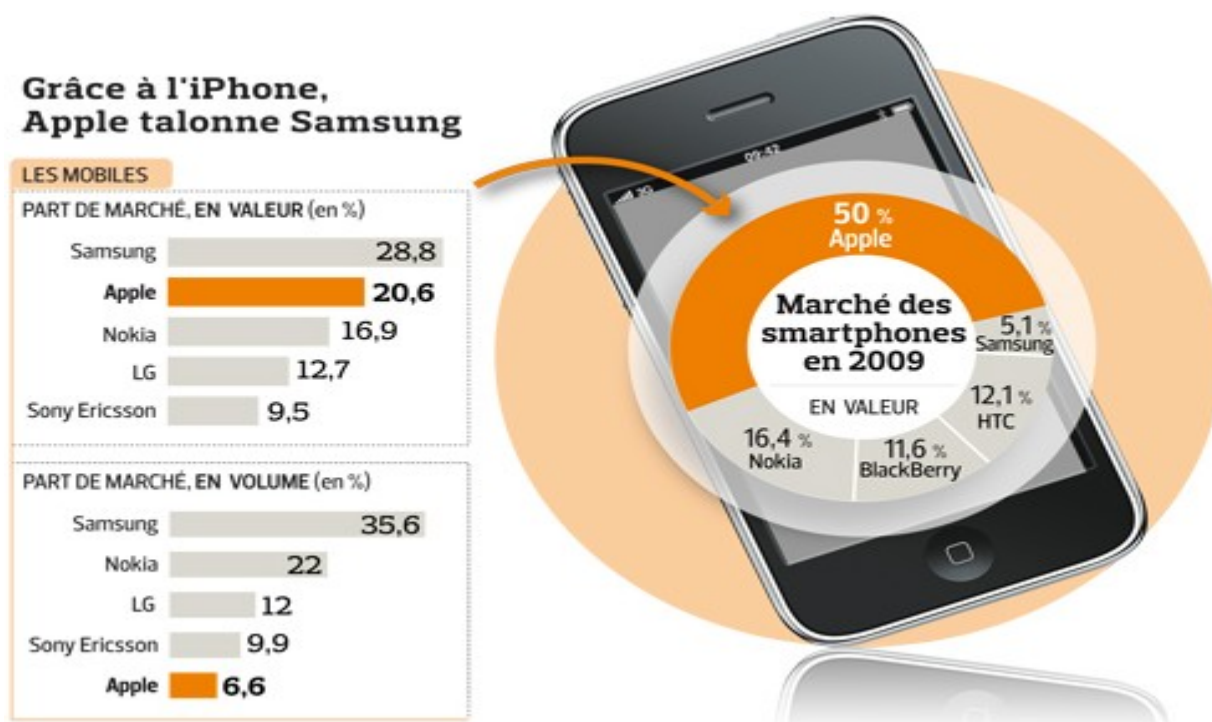 Grâce à l'iPhone,
Apple talonne Samsung
LES MOBILES
PART DE MARCHÉ, EN VALEUR (en %)
Samsung 28,8
Apple 20,6
Nokia 16,9
LG 12,7
Sony Ericsson 9,5
PART DE MARCHÉ, EN VOLUME (en %)
Samsung 35,6
Nokia 22
LG 12
Sony Ericsson 9,9
Apple 6,6
3G
09:42
50 %
Apple
Marché des
smartphones
en 2009
EN VALEUR
5,1 %
Samsung
12,1 %
HTC
11,6 %
BlackBerry
16,4 %
Nokia